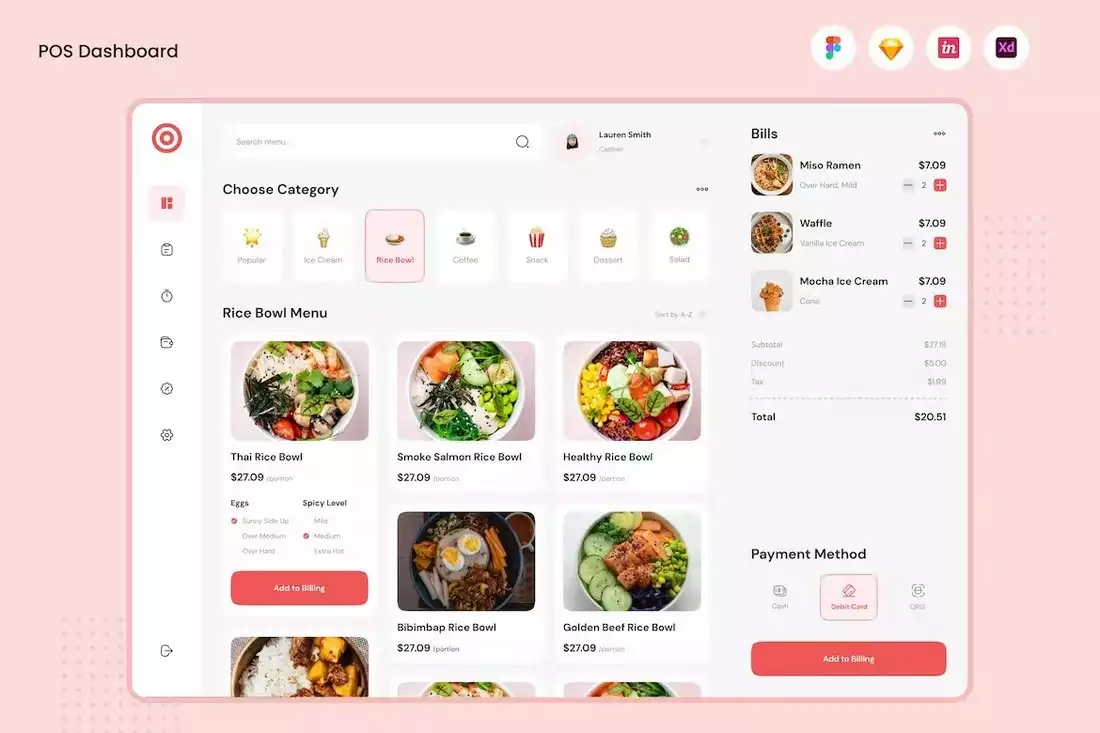 POS Dashboard
in
Xd
Search menu...
Lauren Smith
Cashier
Choose Category
Popular
Ice Cream
Rice Bowl
Coffee
Snack
Dessert
Salad
Rice Bowl Menu
Sort by A-Z
Thai Rice Bowl
$27.09 /portion
Eggs
Spicy Level
Sunny Side Up
Mild
Over Medium
Medium
Over Hard
Extra Hot
Add to Billing
Smoke Salmon Rice Bowl
$27.09 /portion
Healthy Rice Bowl
$27.09 /portion
Bibimbap Rice Bowl
$27.09 /portion
Golden Beef Rice Bowl
$27.09 /portion
Bills
Miso Ramen
$7.09
Over Hard, Mild
2
Waffle
$7.09
Vanilla Ice Cream
2
Mocha Ice Cream
$7.09
Cone
2
Subtotal
Discount
$5.00
Tax
$1.99
Total
$20.51
Payment Method
Cash
Debit Card
QRIS
Add to Billing